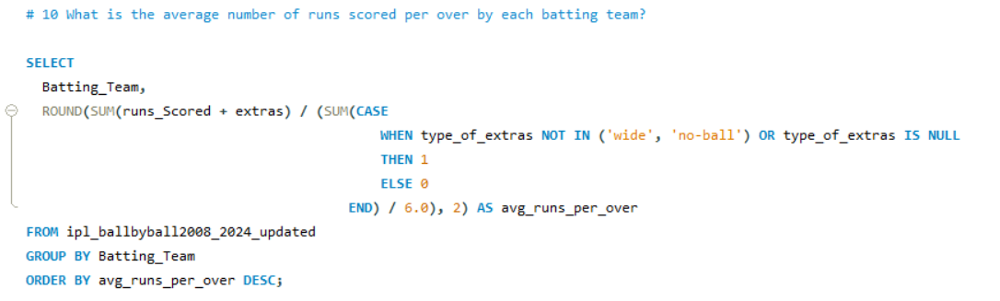 # 10 What is the average number of runs scored per over by each batting team?
SELECT
Batting_Team,
ROUND(SUM(runs_Scored + extras) / (SUM(CASE
WHEN type_of_extras NOT IN ('wide', 'no-ball') OR type_of_extras IS NULL
THEN 1
ELSE 0
END) / 6.0), 2) AS avg_runs_per_over
FROM ipl_ballbyball2008_2024_updated
GROUP BY Batting_Team
ORDER BY avg_runs_per_over DESC;